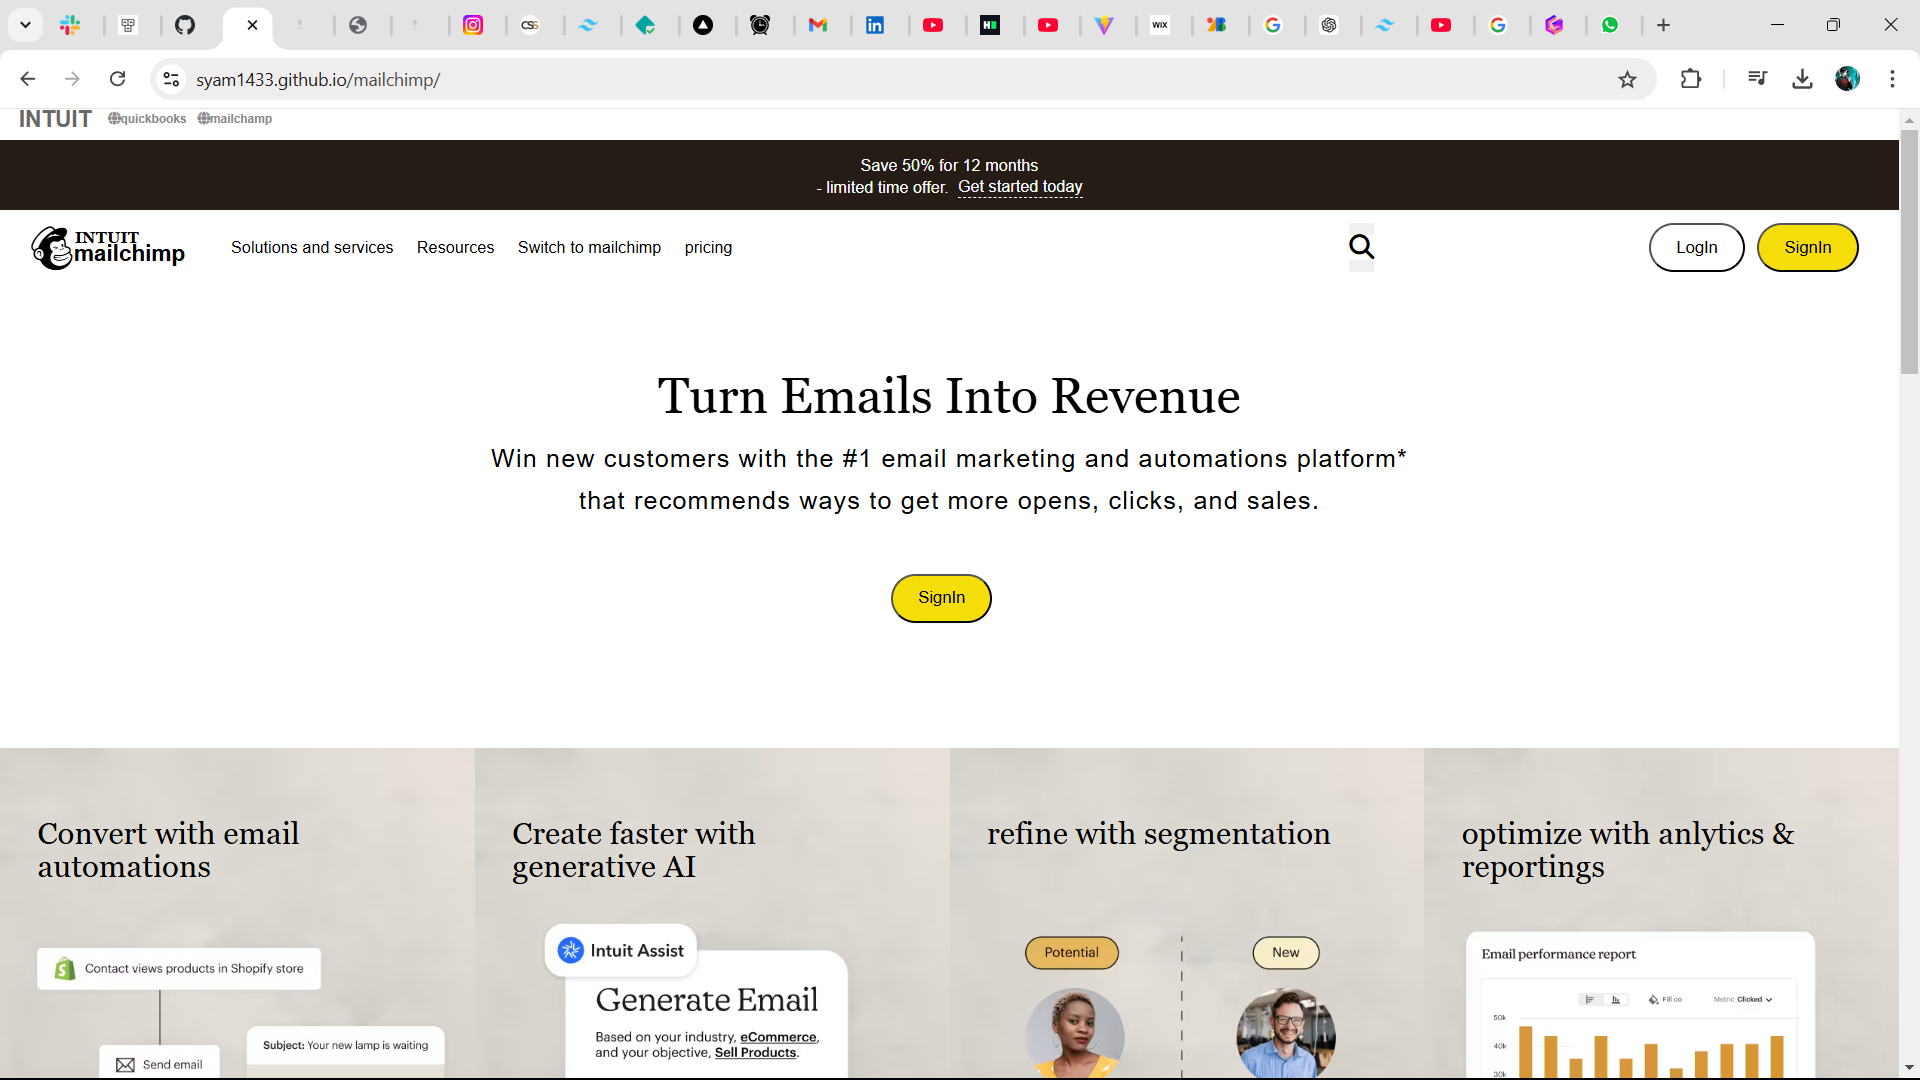 CSS
WIX
syam1433.github.io/mailchimp/
INTUIT quickbooks mailchamp
Save 50% for 12 months
- limited time offer. Get started today
INTUIT
mailchimp
Solutions and services Resources Switch to mailchimp pricing
LogIn SignIn
Turn Emails Into Revenue
Win new customers with the #1 email marketing and automations platform*
that recommends ways to get more opens, clicks, and sales.
SignIn
Convert with email
automations
Contact views products in Shopify store
Subject: Your new lamp is waiting
Send email
Create faster with
generative AI
Intuit Assist
Generate Email
Based on your industry, eCommerce,
and your objective, Sell Products.
refine with segmentation
Potential New
optimize with anlytics &
reportings
Email performance report
Fill co Metric Clicked
50k
40k
30k